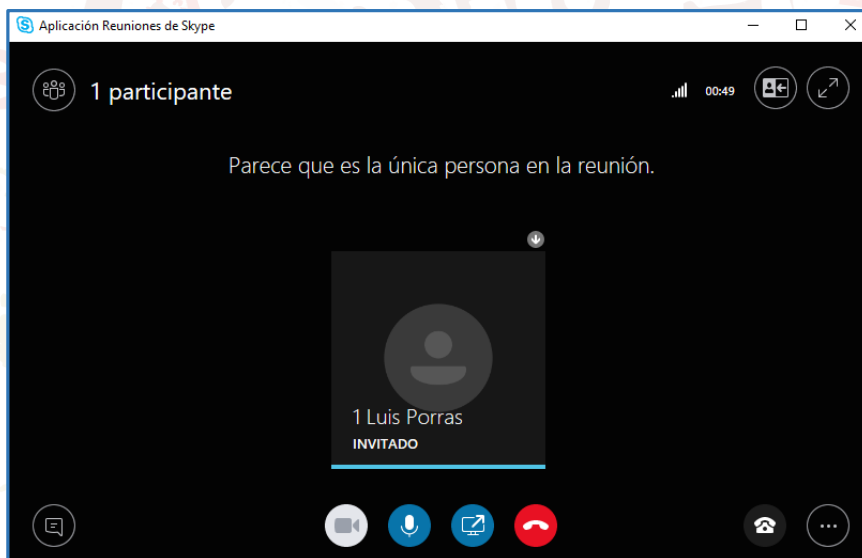 Aplicación Reuniones de Skype
1 participante
00:49
Parece que es la única persona en la reunión.
1 Luis Porras
INVITADO